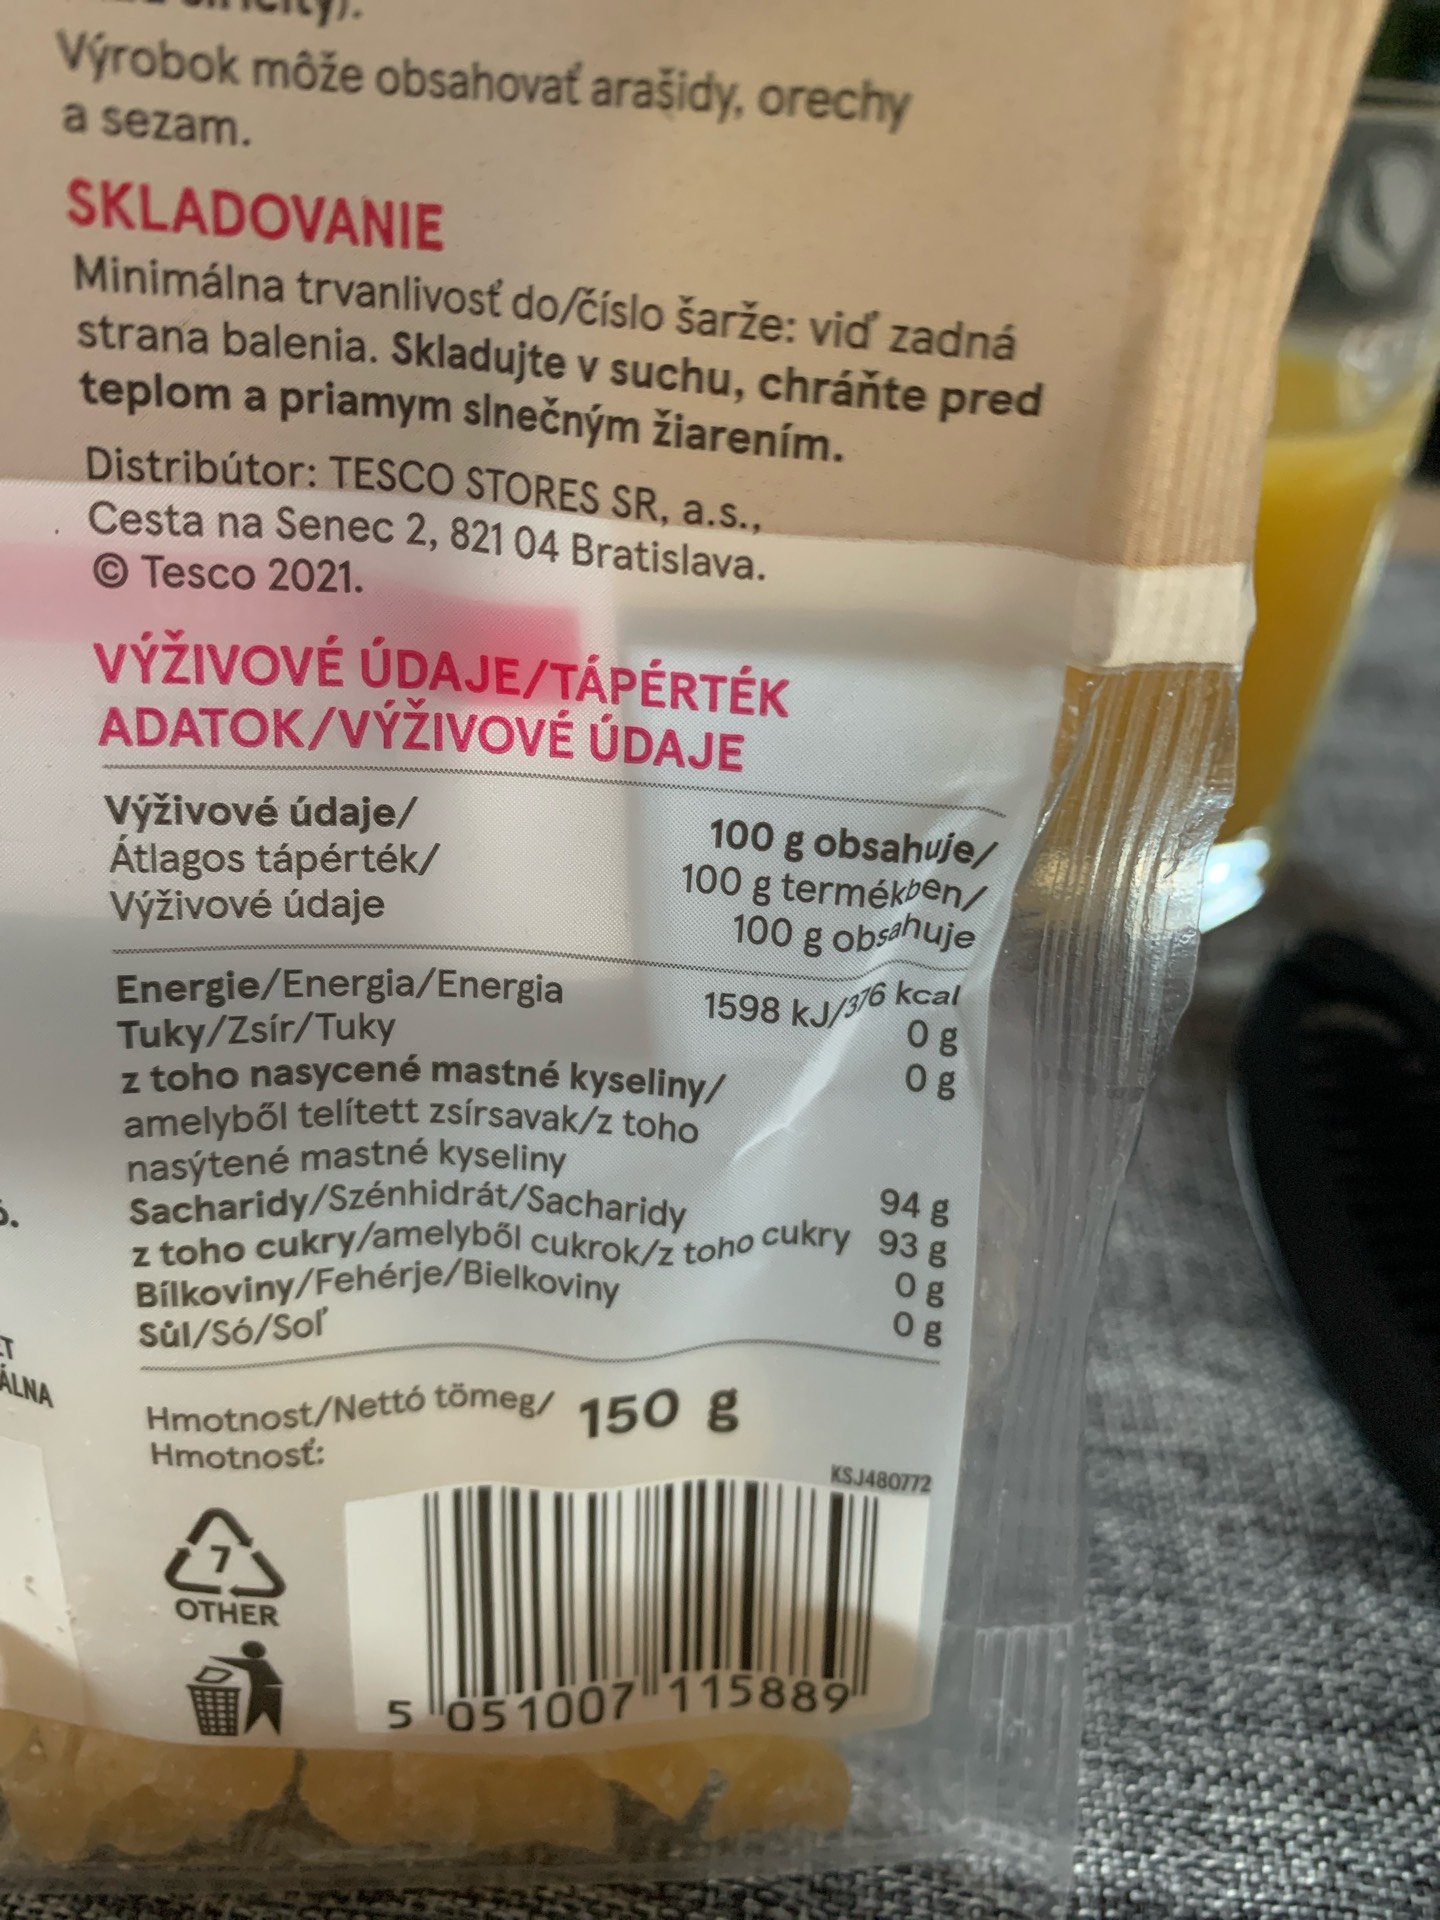 Výrobok môže obsahovať arašidy, orechy
a sezam.
SKLADOVANIE
Minimálna trvanlivosť do/číslo šarže: viď zadná
strana balenia. Skladujte v suchu, chráňte pred
teplom a priamym slnečným žiarením.
Distribútor: TESCO STORES SR, a.s.,
Cesta na Senec 2, 821 04 Bratislava.
© Tesco 2021.
VÝŽIVOVÉ ÚDAJE/TÁPÉRTÉK
ADATOK/VÝŽIVOVÉ ÚDAJE
Výživové údaje/
Átlagos tápérték/
Výživové údaje
100 g obsahuje/
100 g termékben/
100 g obsahuje
Energie/Energia/Energia 1598 kJ/376 kcal
Tuky/Zsír/Tuky 0 g
z toho nasycené mastné kyseliny/ 0 g
amelyből telített zsírsavak/z toho
nasýtené mastné kyseliny
Sacharidy/Szénhidrát/Sacharidy 94 g
z toho cukry/amelyből cukrok/z toho cukry 93 g
Bílkoviny/Fehérje/Bielkoviny 0 g
Sůl/Só/Soľ 0 g
Hmotnost/Nettó tömeg/ 150 g
Hmotnosť:
KSJ480772
7
OTHER
5 051007 115889